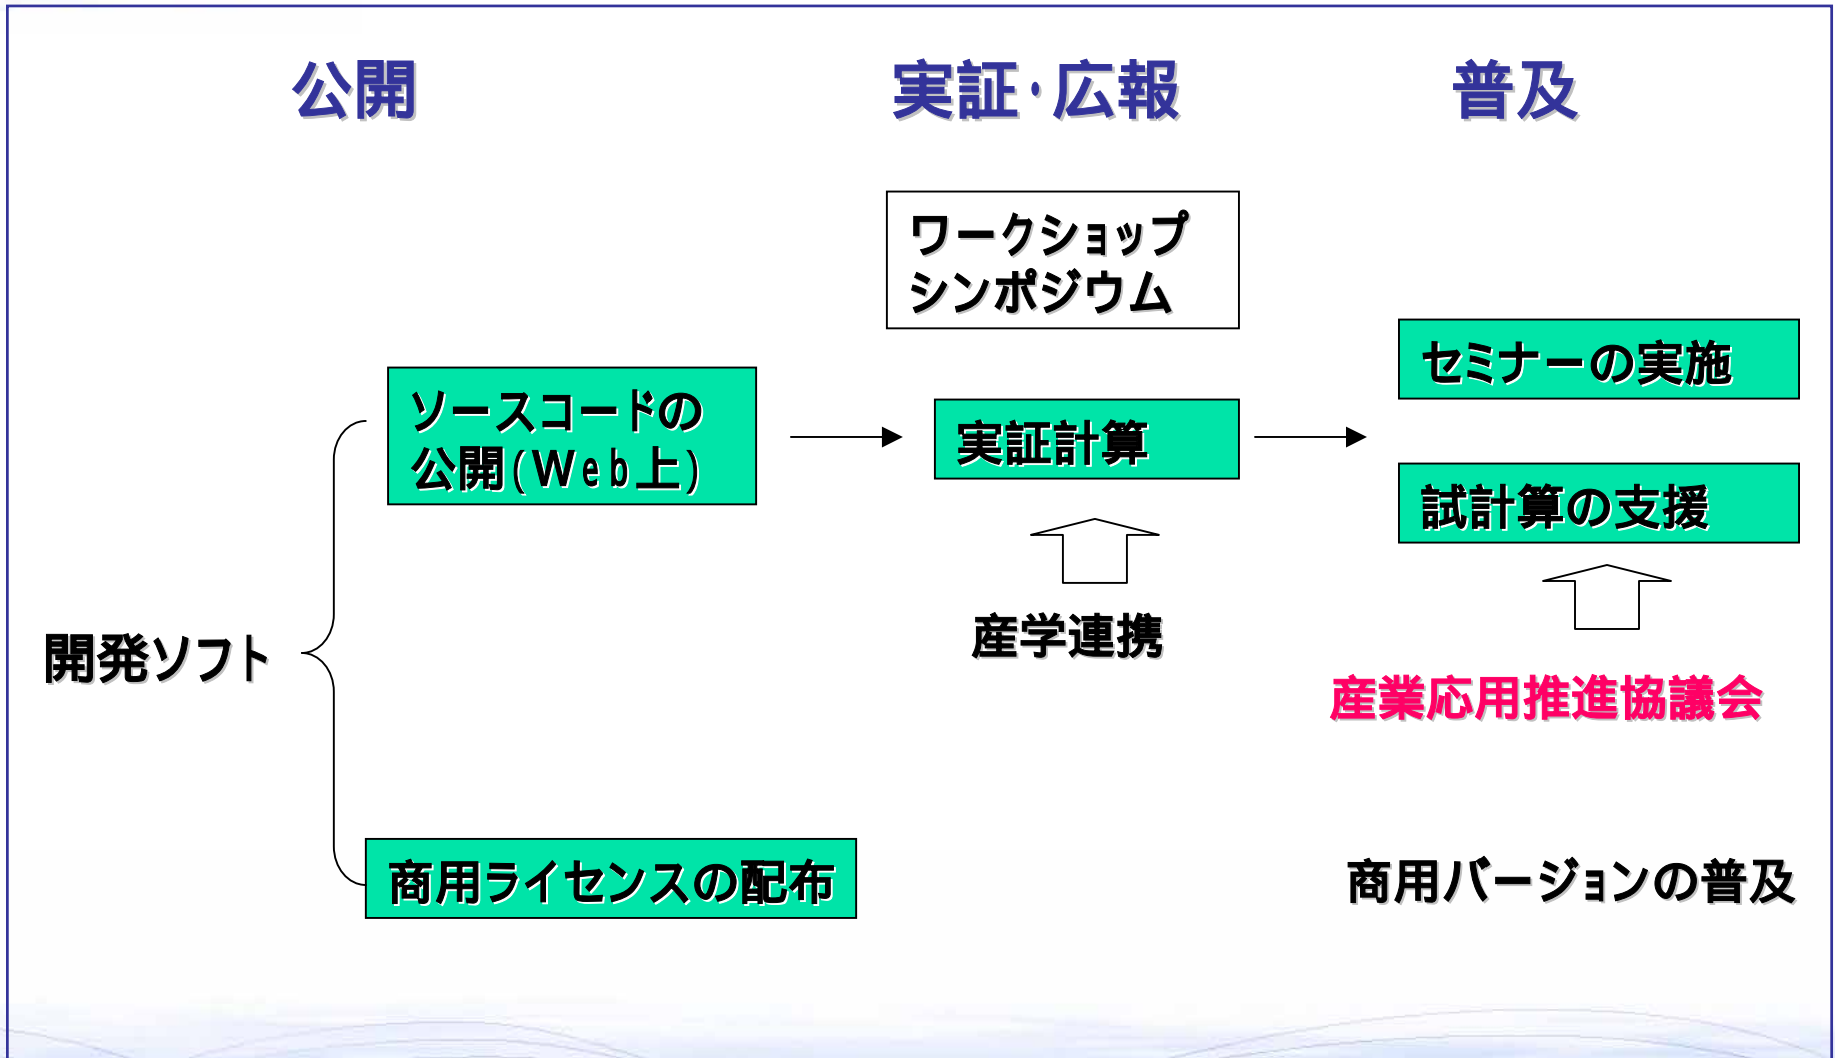 公開
実証・広報
普及
ワークショップ
シンポジウム
セミナーの実施
ソースコードの
公開(Web上)
実証計算
試計算の支援
産学連携
開発ソフト
産業応用推進協議会
商用ライセンスの配布
商用バージョンの普及